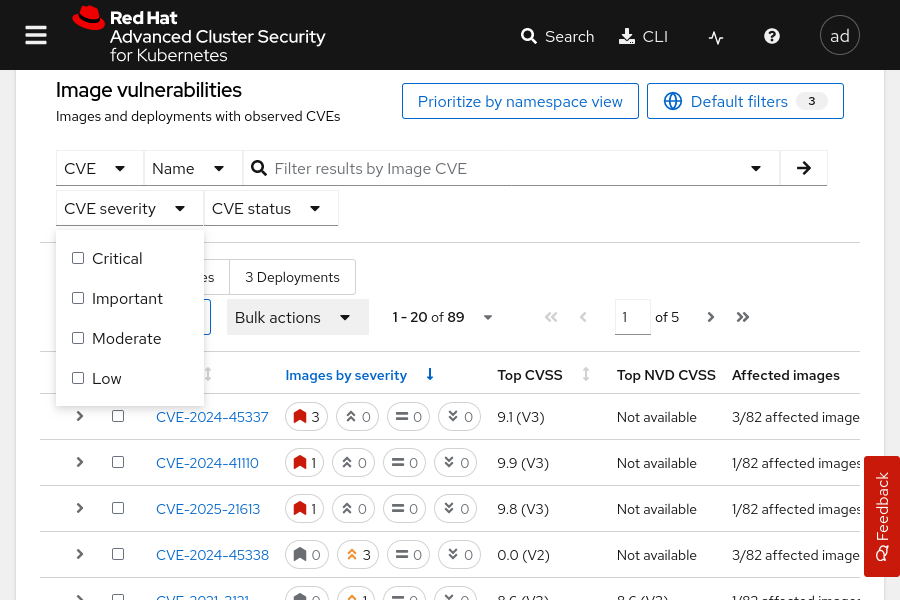 Red Hat
Advanced Cluster Security
for Kubernetes
Search
CLI
ad
Image vulnerabilities
Images and deployments with observed CVEs
Prioritize by namespace view
Default filters 3
CVE
Name
Filter results by Image CVE
CVE severity
CVE status
Critical
Important
Moderate
Low
es
3 Deployments
Bulk actions
1 - 20 of 89
1 of 5
Images by severity
Top CVSS
Top NVD CVSS
Affected images
CVE-2024-45337 3 0 0 0 9.1 (V3) Not available 3/82 affected image
CVE-2024-41110 1 0 0 0 9.9 (V3) Not available 1/82 affected images
CVE-2025-21613 1 0 0 0 9.8 (V3) Not available 1/82 affected images
CVE-2024-45338 0 3 0 0 0.0 (V2) Not available 3/82 affected image
CVE-2021-3121 0 1 0 0 8.6 (V3) 8.6 (V3) 1/82 affected images
Feedback